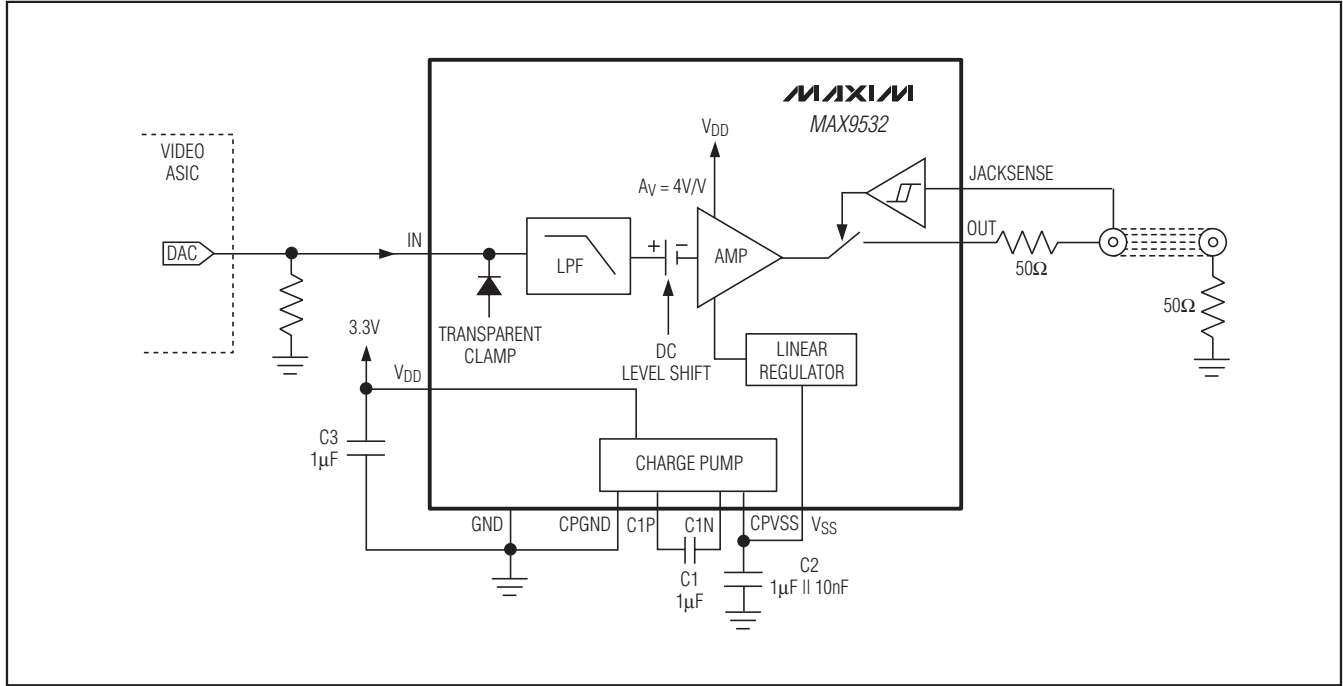 MAXIM
MAX9532
VIDEO
ASIC
DAC
IN
LPF
+
−
TRANSPARENT
CLAMP
DC
LEVEL SHIFT
VDD
AV = 4V/V
AMP
JACKSENSE
OUT
50Ω
50Ω
LINEAR
REGULATOR
3.3V
VDD
C3
1µF
CHARGE PUMP
GND
CPGND
C1P
C1N
CPVSS
VSS
C1
1µF
C2
1µF II 10nF